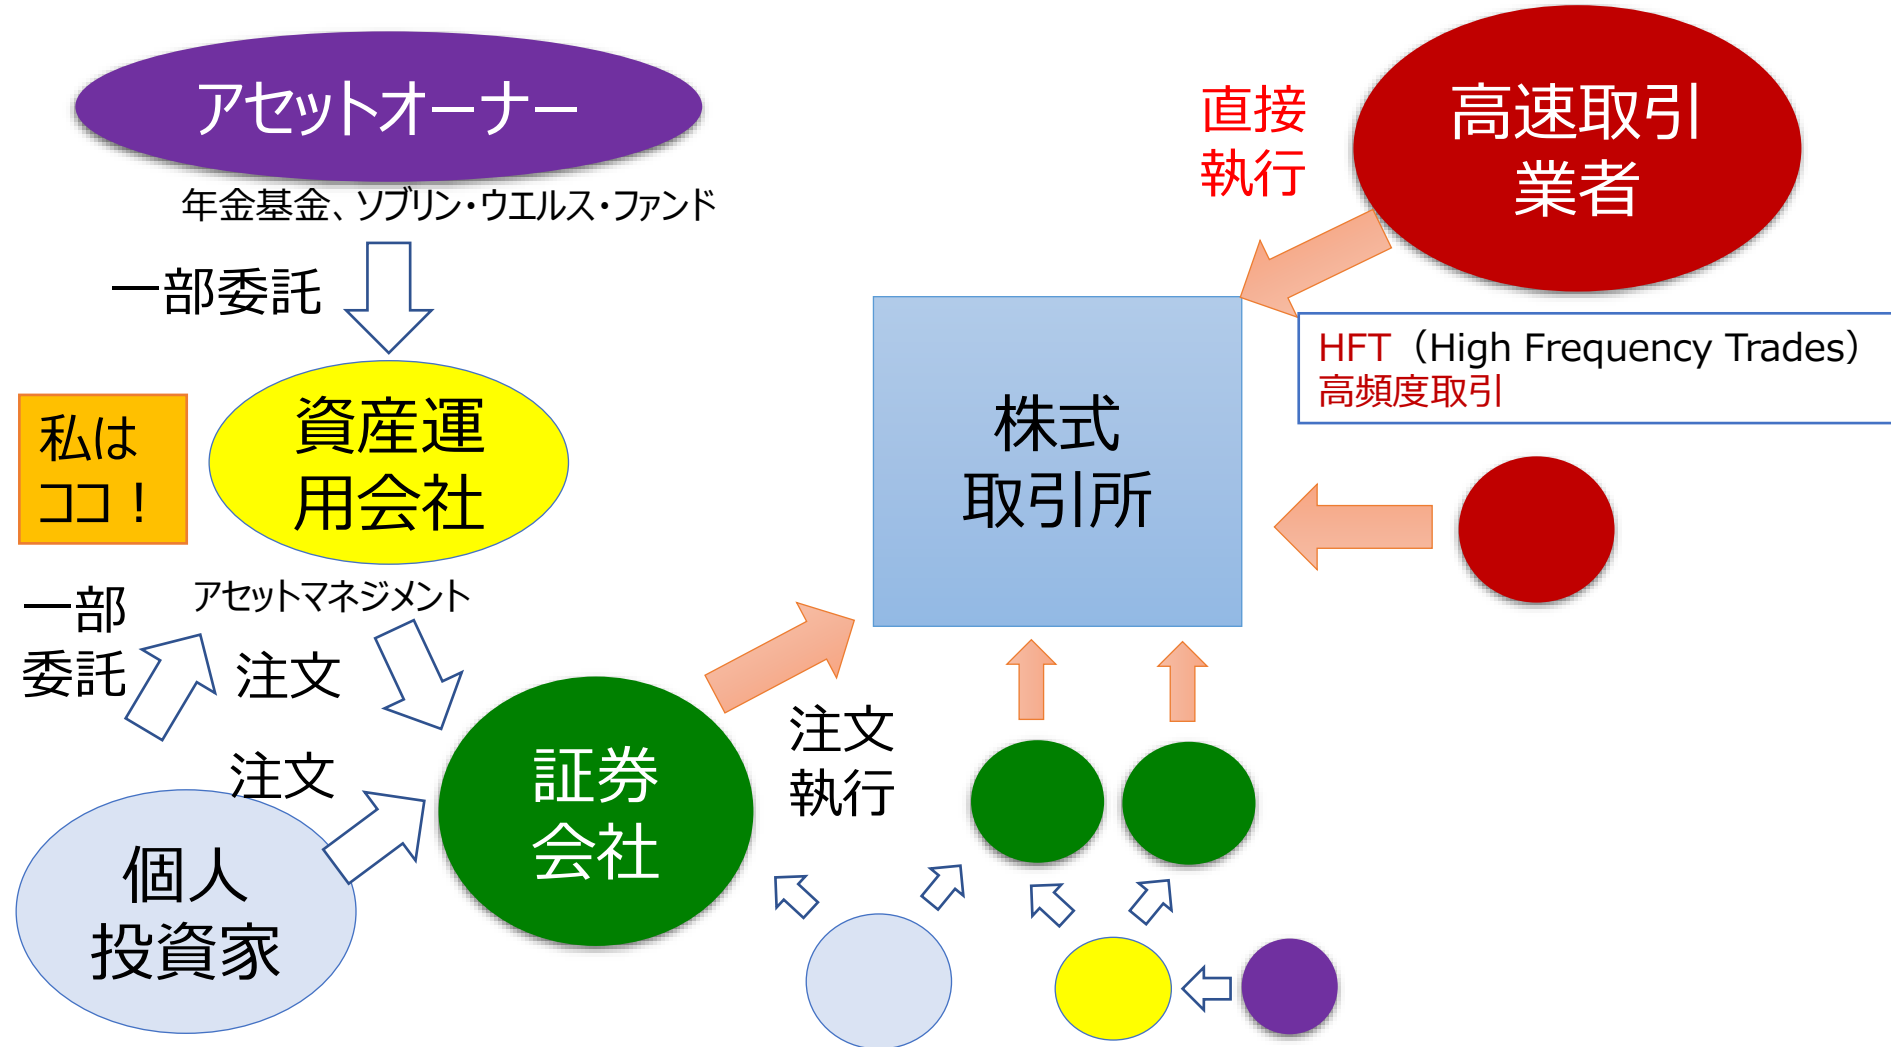 アセットオーナー
年金基金、ソブリン・ウエルス・ファンド
一部委託
私は
ココ！
資産運
用会社
アセットマネジメント
一部
委託
注文
注文
個人
投資家
証券
会社
注文
執行
株式
取引所
直接
執行
高速取引
業者
HFT（High Frequency Trades）
高頻度取引